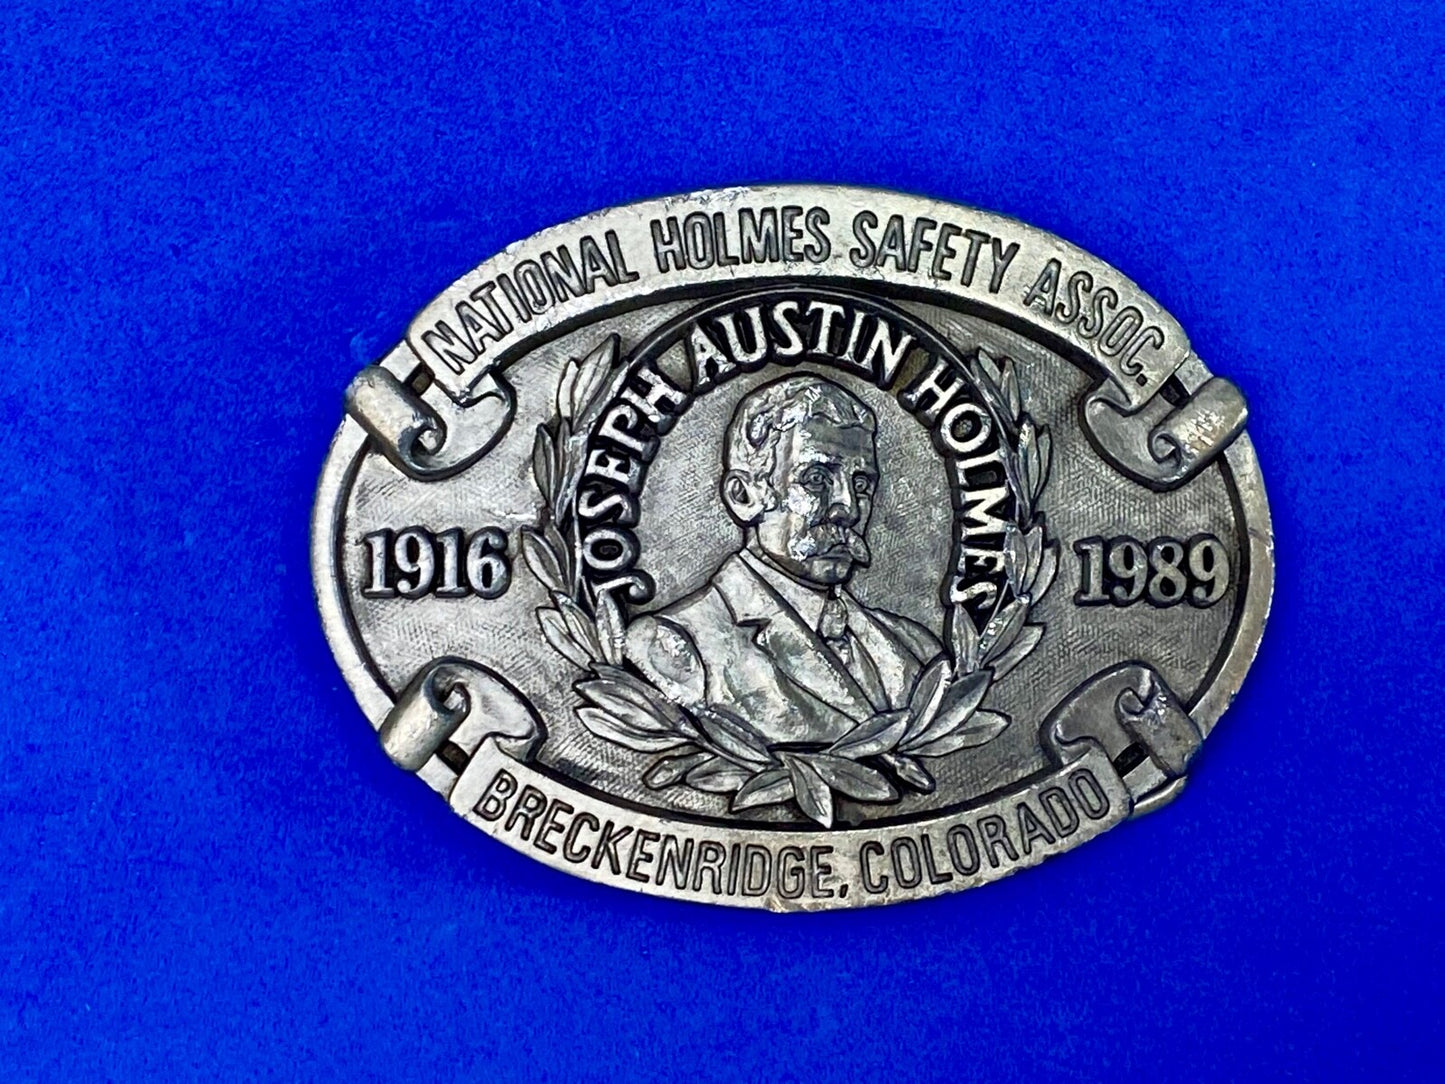 NATIONAL HOLMES SAFETY ASSOC.
JOSEPH AUSTIN HOLMES
1916
1989
BRECKENRIDGE, COLORADO